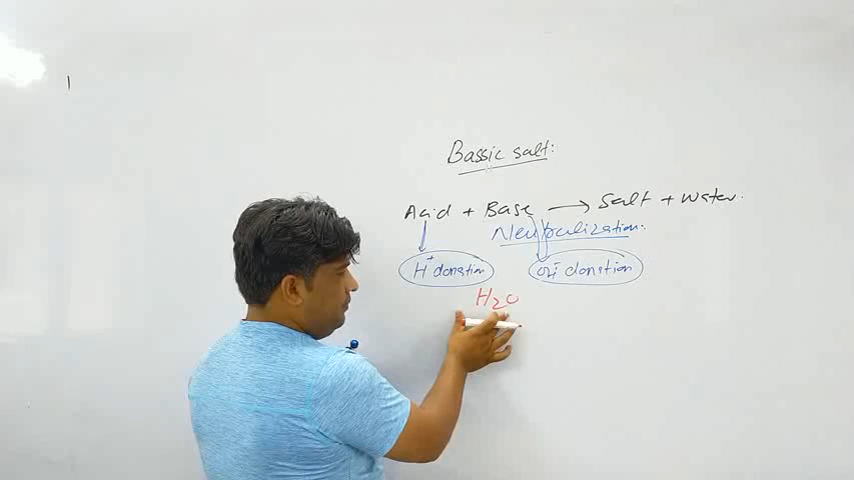 Bassic salt:
Acid + Base → Salt + Water.
Neutralization:
H+ donation OH- donation
H2O